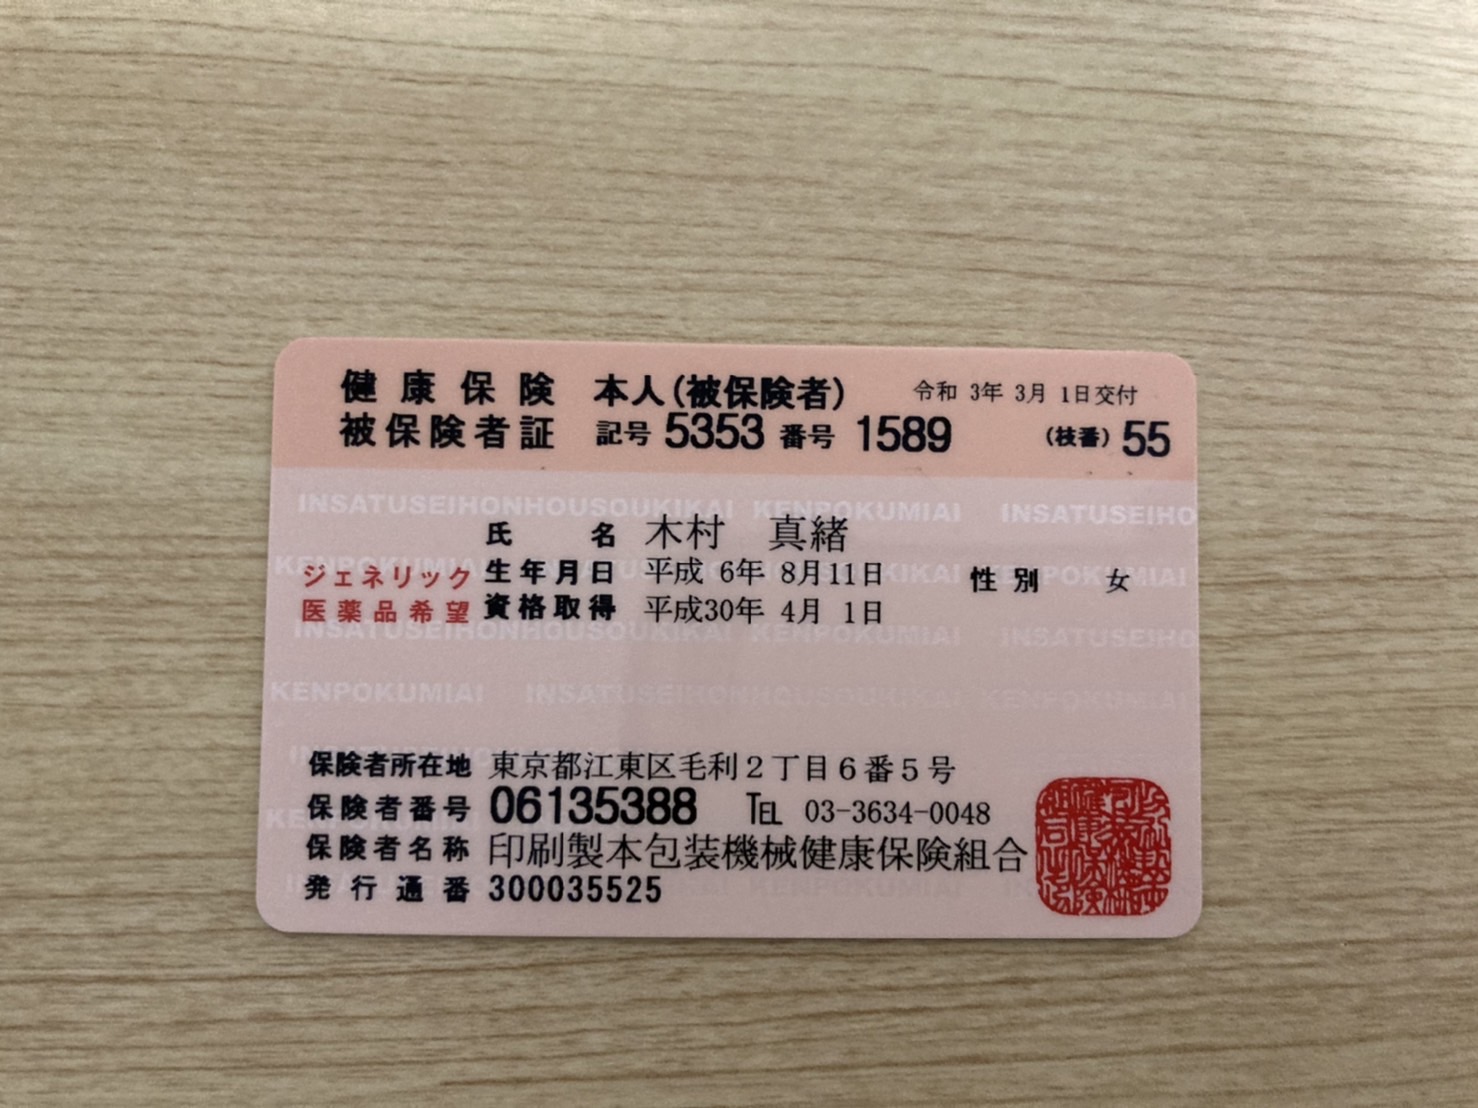 健康保険 本人(被保険者) 令和 3年 3月 1日交付
被保険者証 記号 5353 番号 1589 (枝番) 55
INSATUSEIHONHOUSOUKIKAI KENPOKUMIAI INSATUSEIHO
氏名 木村 真緒
ジェネリック 生年月日 平成 6年 8月11日 性別 女
医薬品希望 資格取得 平成30年 4月 1日
INSATUSEIHONHOUSOUKIKAI KENPOKUMIAI INSATUSEIHO
KENPOKUMIAI INSATUSEIHONHOUSOUKIKAI KENPOKUMIAI
保険者所在地 東京都江東区毛利2丁目6番5号
保険者番号 06135388 TEL 03-3634-0048
保険者名称 印刷製本包装機械健康保険組合
発行通番 300035525